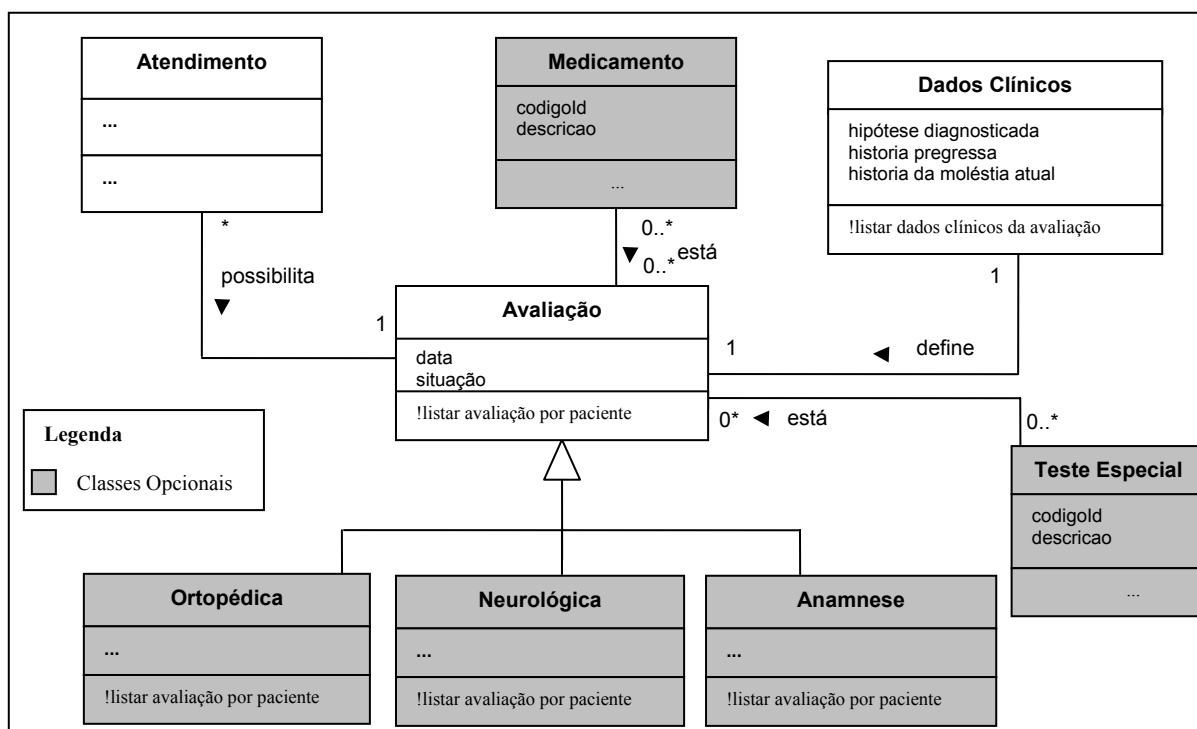 Atendimento
...
...
Medicamento
codigoId
descricao
...
Dados Clínicos
hipótese diagnosticada
historia pregressa
historia da moléstia atual
!listar dados clínicos da avaliação
*
possibilita
1
0..*
está
0..*
1
define
1
Avaliação
data
situação
!listar avaliação por paciente
0*
está
0..*
Legenda
Classes Opcionais
Teste Especial
codigoId
descricao
...
Ortopédica
...
!listar avaliação por paciente
Neurológica
...
!listar avaliação por paciente
Anamnese
...
!listar avaliação por paciente